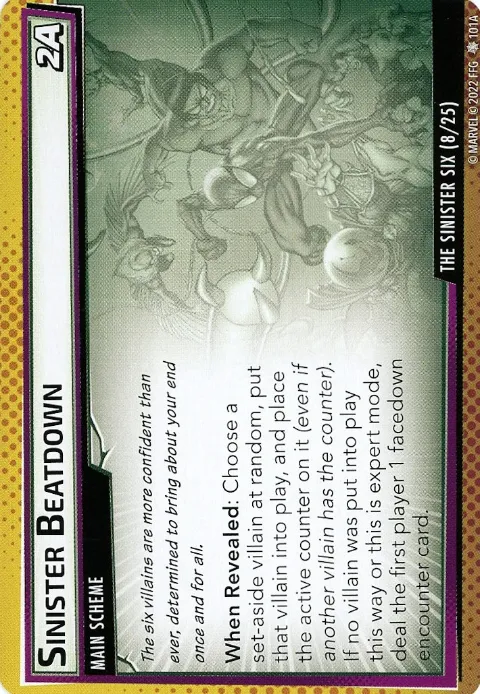 SINISTER BEATDOWN
2A
MAIN SCHEME
The six villains are more confident than
ever, determined to bring about your end
once and for all.
When Revealed: Choose a
set-aside villain at random, put
that villain into play, and place
the active counter on it (even if
another villain has the counter).
If no villain was put into play
this way or this is expert mode,
deal the first player 1 facedown
encounter card.
THE SINISTER SIX (8/25)
© MARVEL © 2022 FFG 101A